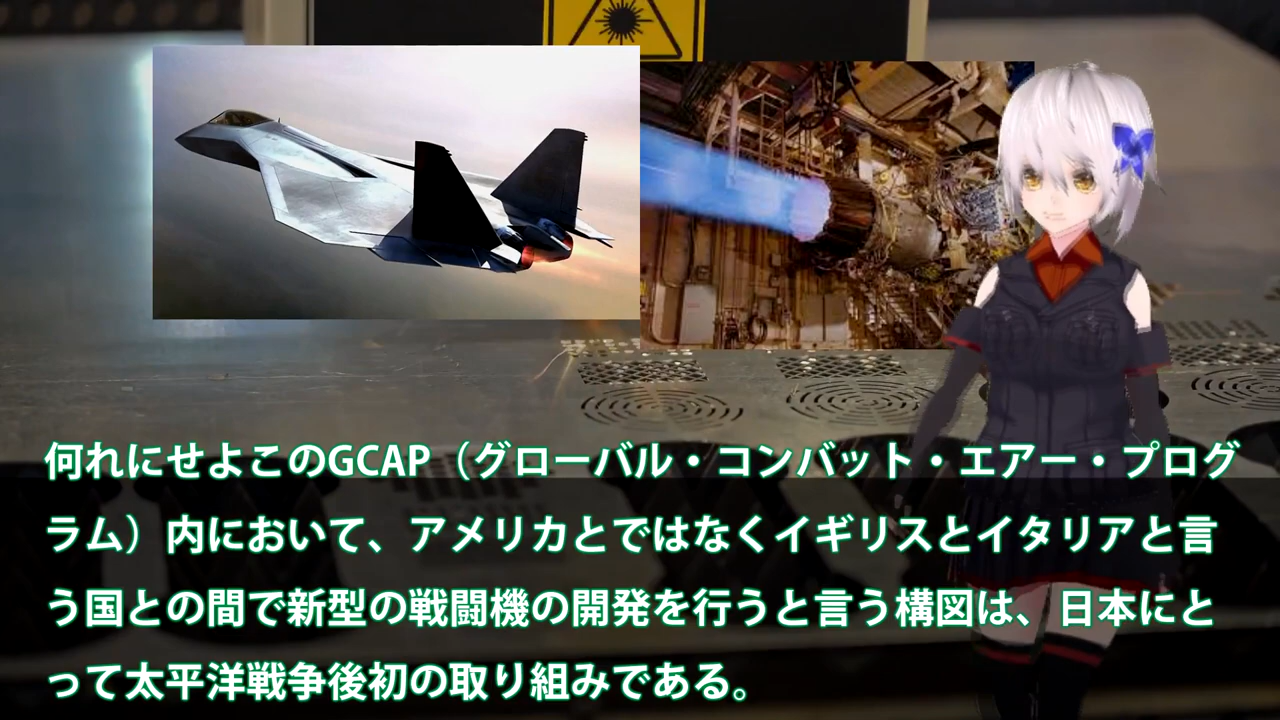 何れにせよこのGCAP（グローバル・コンバット・エアー・プログ
ラム）内において、アメリカとではなくイギリスとイタリアと言
う国との間で新型の戦闘機の開発を行うと言う構図は、日本にと
って太平洋戦争後初の取り組みである。